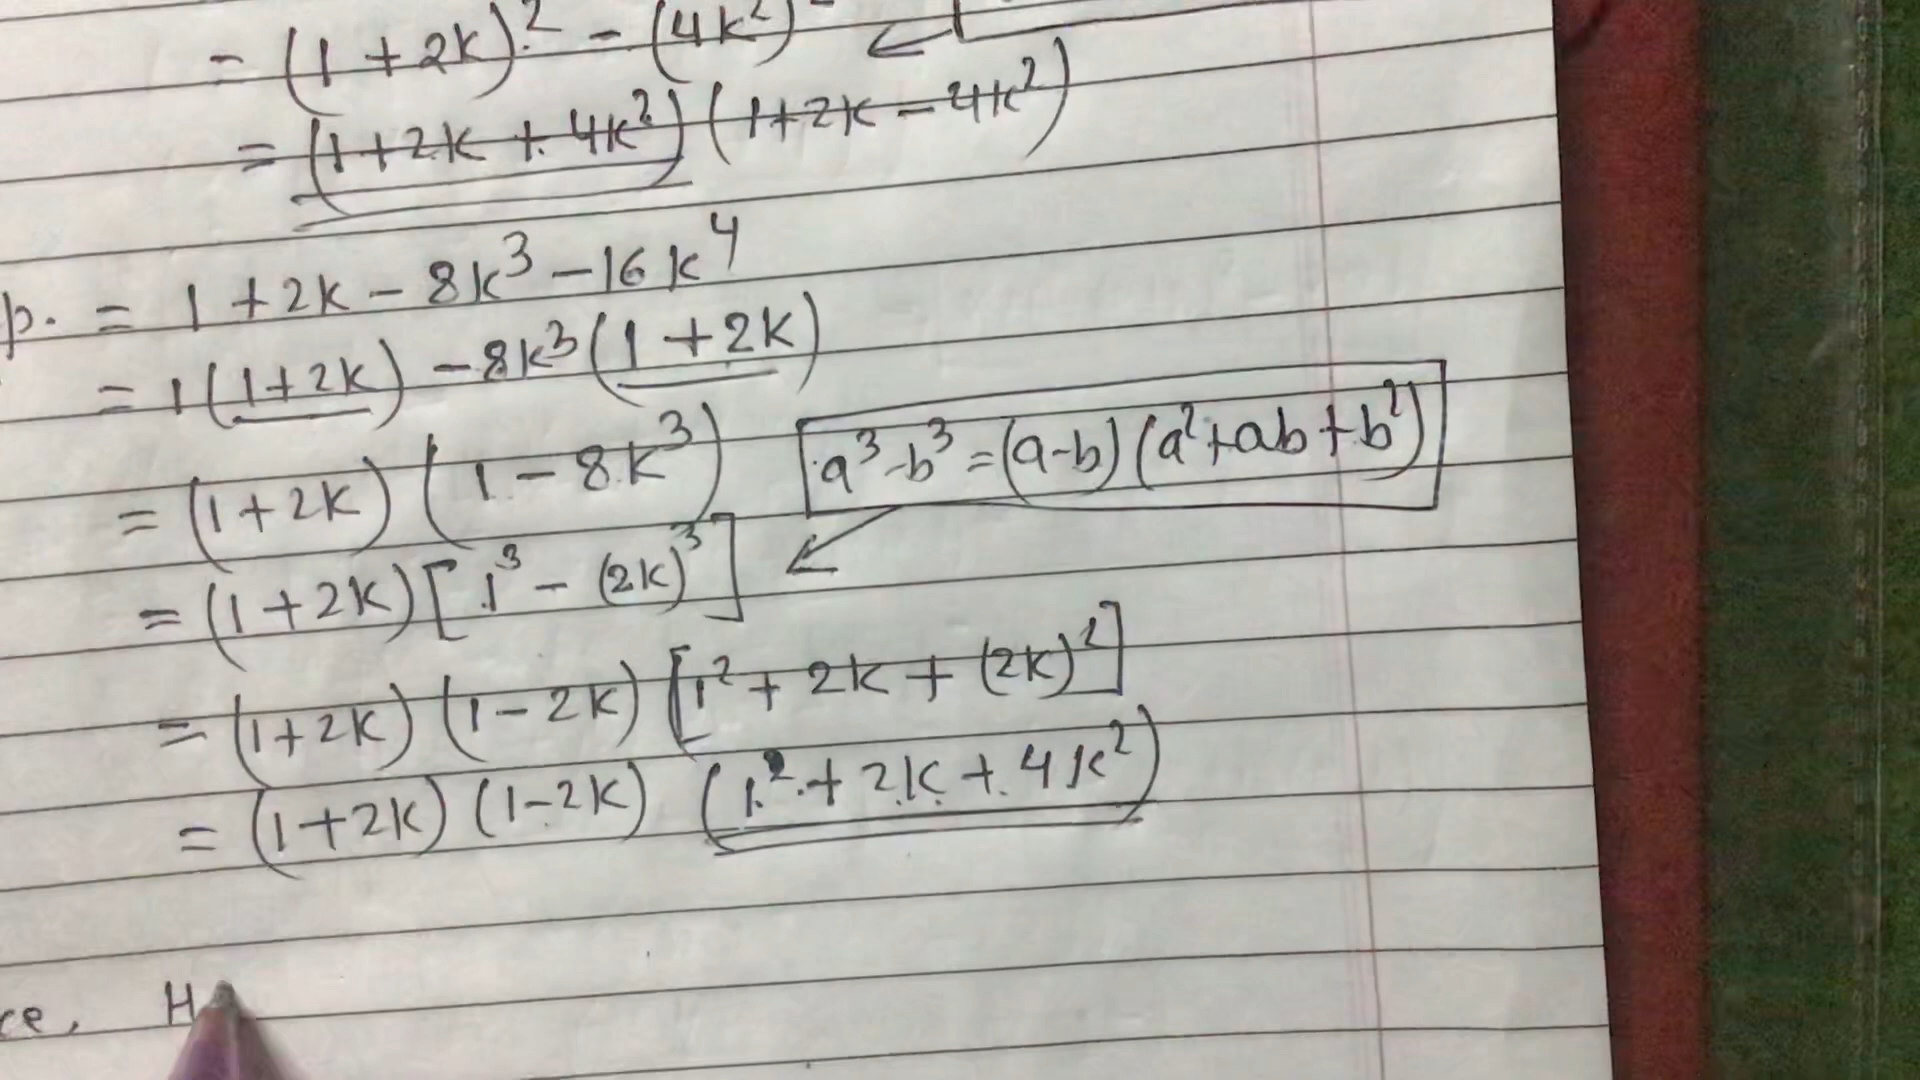 = (1 + 2k)² - (4k²)²
= (1+2k + 4k²) (1+2k - 4k²)
p. = 1 + 2k - 8k³ - 16k⁴
= 1(1+2k) - 8k³(1+2k)
= (1+2k) (1 - 8k³)
a³-b³ = (a-b) (a²+ab+b²)
= (1+2k) [1³ - (2k)³]
= (1+2k) (1-2k) [1² + 2k + (2k)²]
= (1+2k) (1-2k) (1² + 2k + 4k²)
ce, H